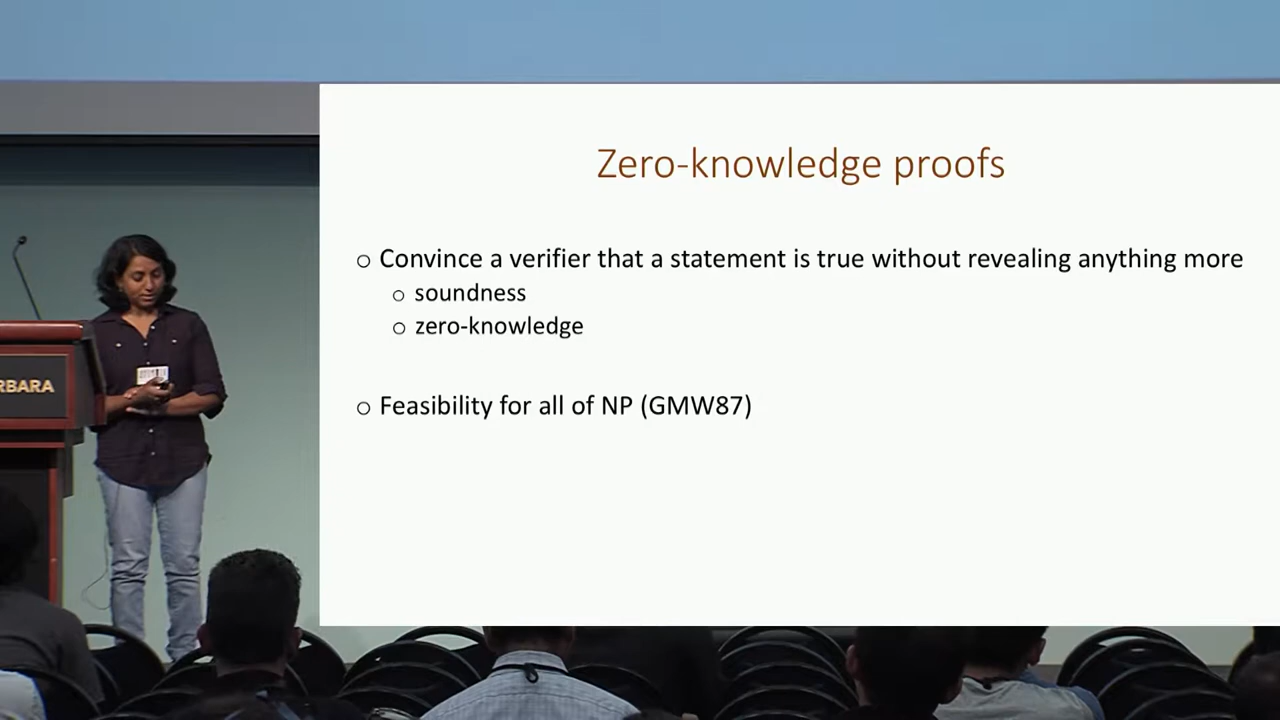 Zero-knowledge proofs
o Convince a verifier that a statement is true without revealing anything more
o soundness
o zero-knowledge
o Feasibility for all of NP (GMW87)
RBARA